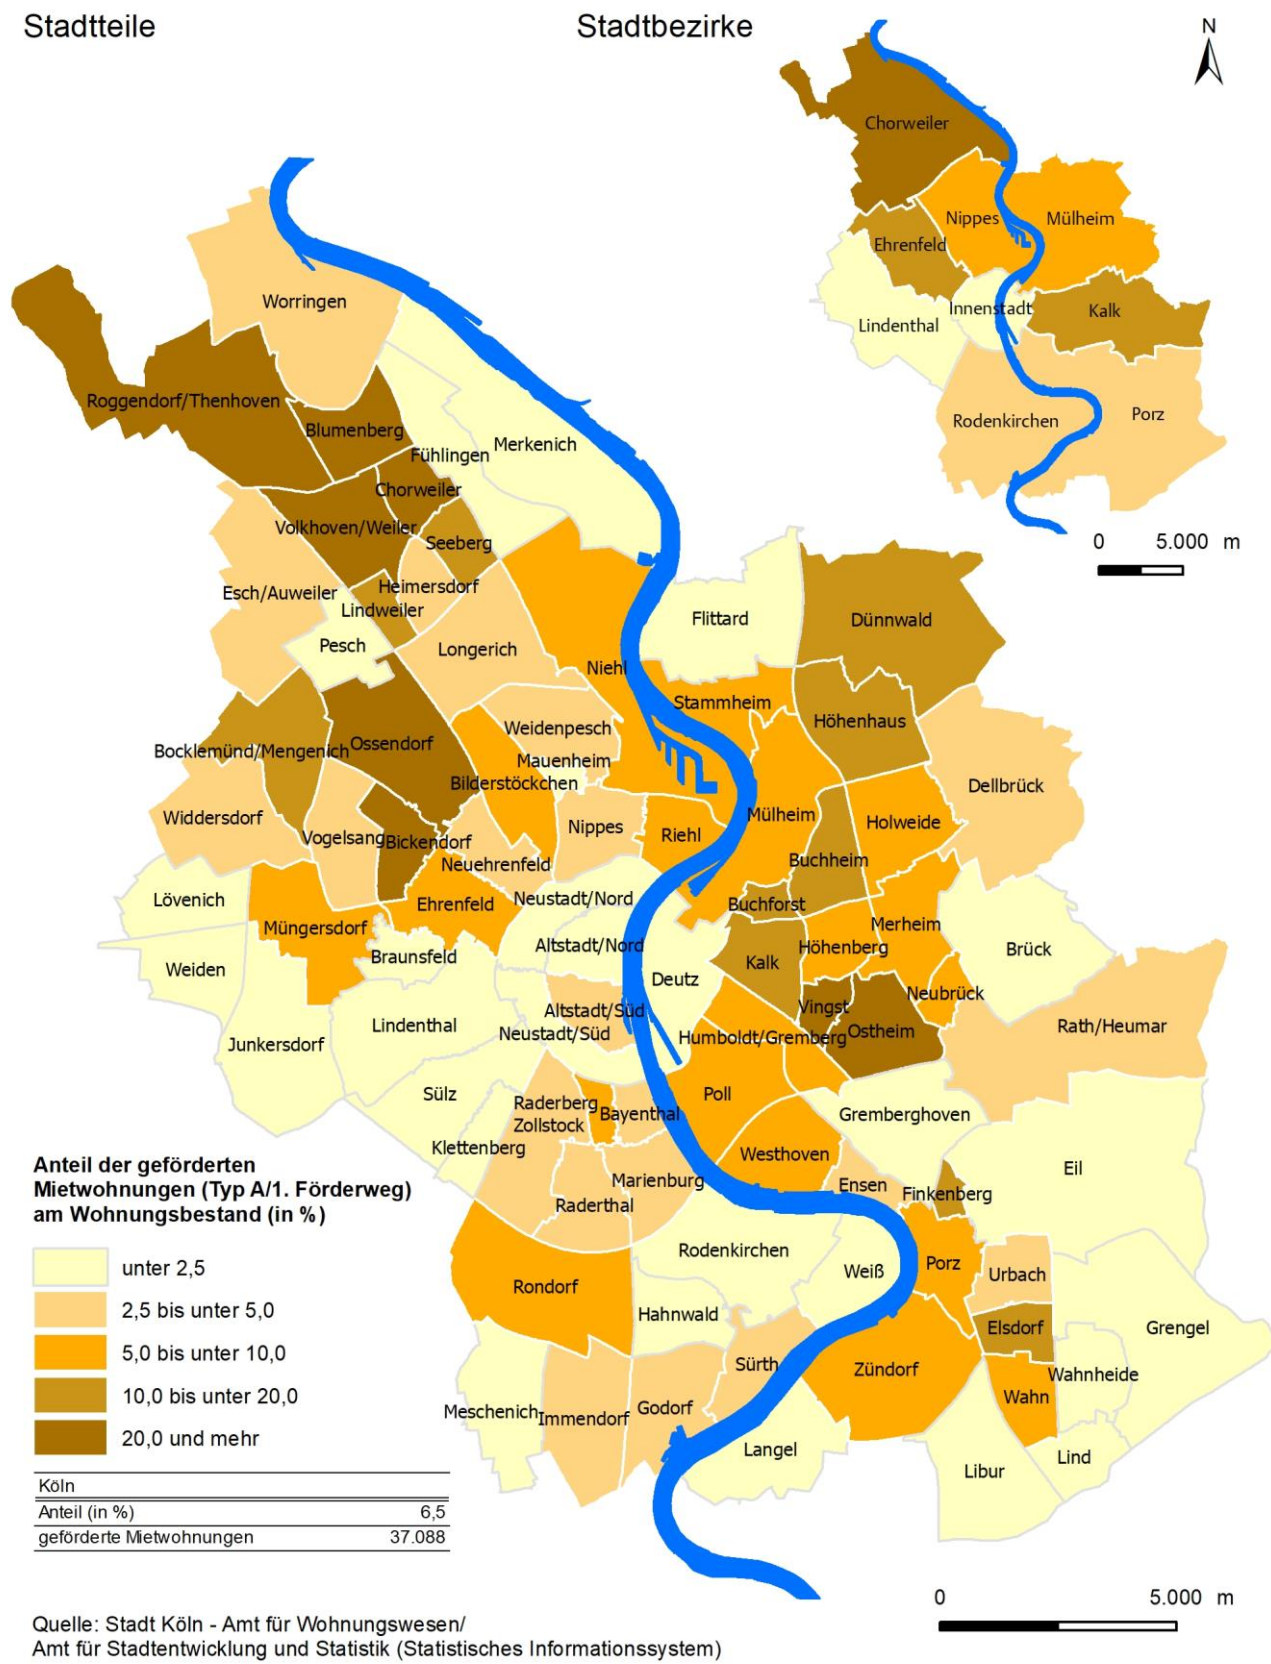 Stadtteile
Stadtbezirke
N
Chorweiler
Nippes
Mülheim
Ehrenfeld
Innenstadt
Kalk
Lindenthal
Rodenkirchen
Porz
0 5.000 m
Worringen
Roggendorf/Thenhoven
Blumenberg
Merkenich
Fühlingen
Chorweiler
Volkhoven/Weiler
Seeberg
Esch/Auweiler
Heimersdorf
Lindweiler
Pesch
Longerich
Flittard
Dünnwald
Niehl
Stammheim
Höhenhaus
Weidenpesch
Bocklemünd/Mengenich
Ossendorf
Mauenheim
Bilderstöckchen
Dellbrück
Widdersdorf
Vogelsang
Bickendorf
Nippes
Riehl
Mülheim
Holweide
Neuehrenfeld
Buchheim
Lövenich
Ehrenfeld
Neustadt/Nord
Buchforst
Müngersdorf
Merheim
Altstadt/Nord
Höhenberg
Brück
Braunsfeld
Weiden
Deutz
Kalk
Neubrück
Vingst
Altstadt/Süd
Lindenthal
Neustadt/Süd
Ostheim
Rath/Heumar
Humboldt/Gremberg
Junkersdorf
Sülz
Poll
Raderberg
Bayenthal
Gremberghoven
Zollstock
Klettenberg
Westhoven
Eil
Marienburg
Ensen
Finkenberg
Raderthal
Rodenkirchen
Weiß
Porz
Urbach
Rondorf
Hahnwald
Elsdorf
Grengel
Sürth
Zündorf
Wahnheide
Wahn
Meschenich
Immendorf
Godorf
Langel
Lind
Libur
Anteil der geförderten
Mietwohnungen (Typ A/1. Förderweg)
am Wohnungsbestand (in %)
unter 2,5
2,5 bis unter 5,0
5,0 bis unter 10,0
10,0 bis unter 20,0
20,0 und mehr
Köln
Anteil (in %) 6,5
geförderte Mietwohnungen 37.088
0 5.000 m
Quelle: Stadt Köln - Amt für Wohnungswesen/
Amt für Stadtentwicklung und Statistik (Statistisches Informationssystem)